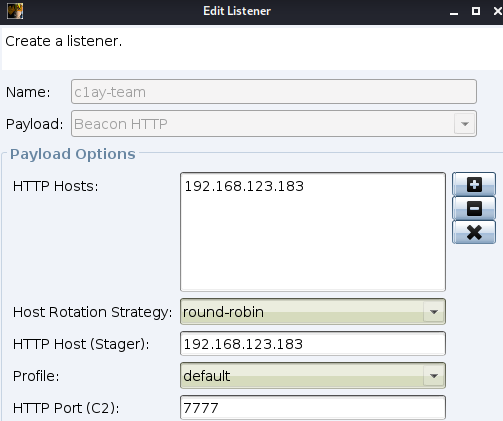 Edit Listener
Create a listener.
Name: c1ay-team
Payload: Beacon HTTP
Payload Options
HTTP Hosts: 192.168.123.183
Host Rotation Strategy: round-robin
HTTP Host (Stager): 192.168.123.183
Profile: default
HTTP Port (C2): 7777